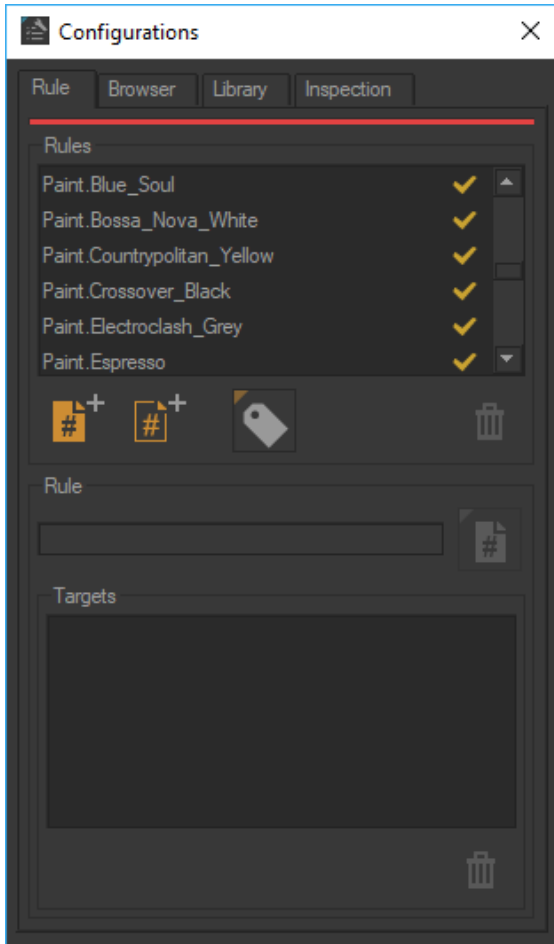 Configurations
Rule Browser Library Inspection
Rules
Paint.Blue_Soul
Paint.Bossa_Nova_White
Paint.Countrypolitan_Yellow
Paint.Crossover_Black
Paint.Electroclash_Grey
Paint.Espresso
# + # +
Rule
#
Targets